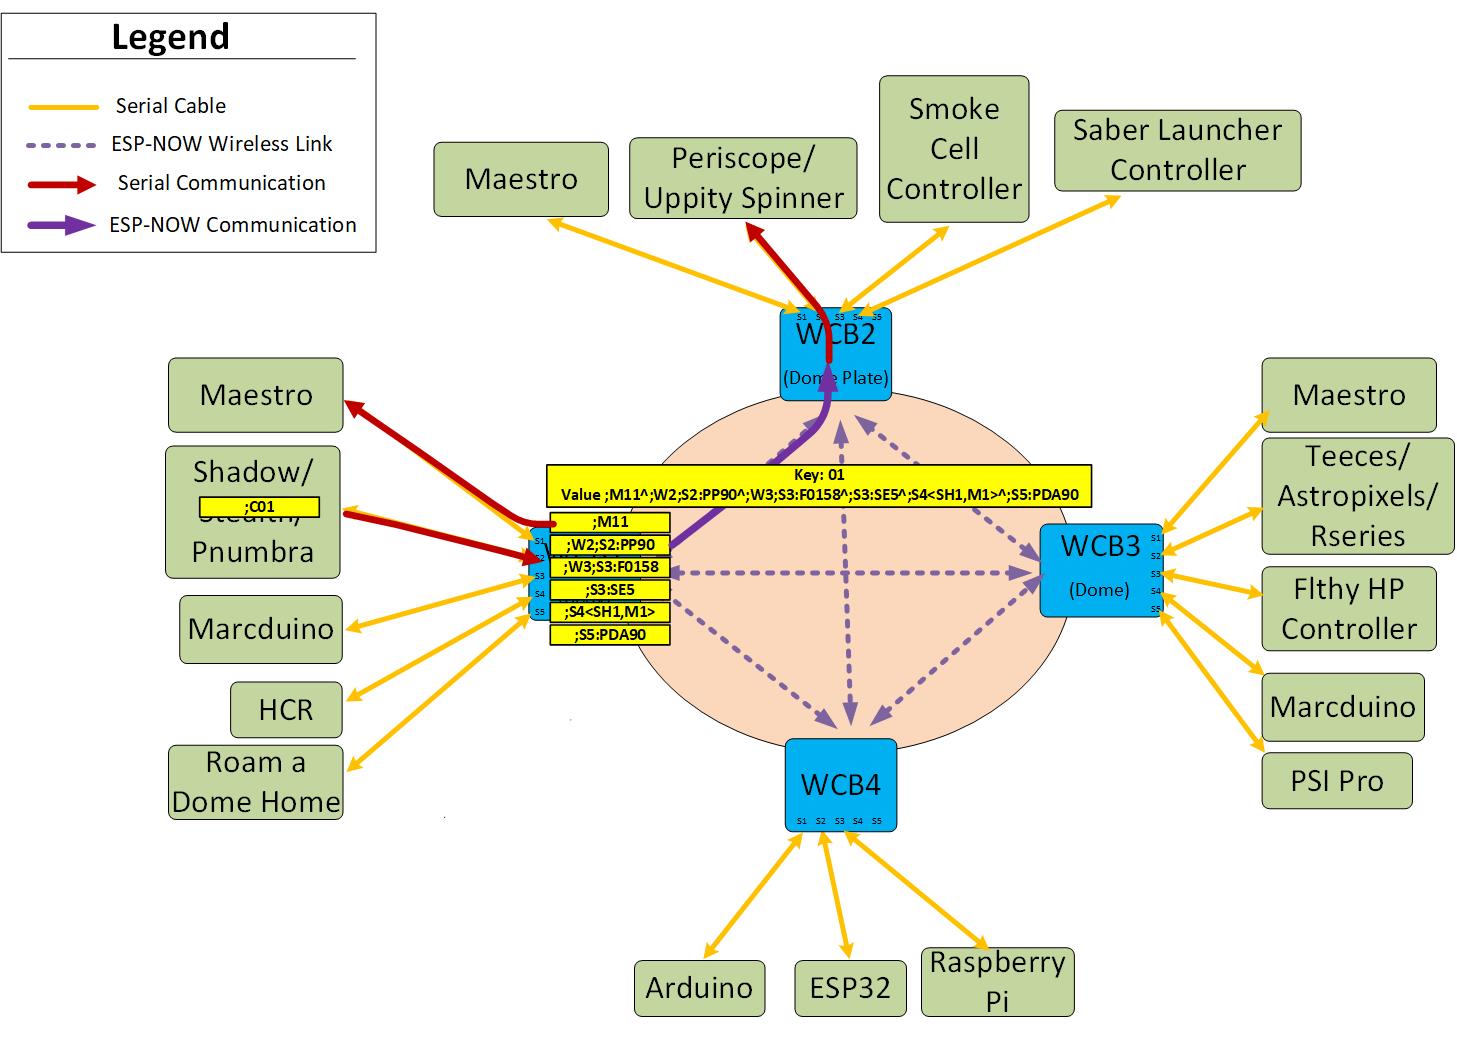 Legend
Serial Cable
ESP-NOW Wireless Link
Serial Communication
ESP-NOW Communication
Maestro
Periscope/
Uppity Spinner
Smoke
Cell
Controller
Saber Launcher
Controller
S1 S3 S4 S5
WCB2
(Dome Plate)
Maestro
Shadow/
;C01
Stealth/
Pnumbra
Marcduino
HCR
Roam a
Dome Home
S1
S2
S3
S4
S5
Key: 01
Value ;M11^;W2;S2:PP90^;W3;S3:F0158^;S3:SE5^;S4<SH1,M1>^;S5:PDA90
;M11
;W2;S2:PP90
;W3;S3:F0158
;S3:SE5
;S4<SH1,M1>
;S5:PDA90
WCB3
(Dome)
S1
S2
S3
S4
S5
Maestro
Teeces/
Astropixels/
Rseries
Flthy HP
Controller
Marcduino
PSI Pro
WCB4
S1 S2 S3 S4 S5
Arduino
ESP32
Raspberry
Pi